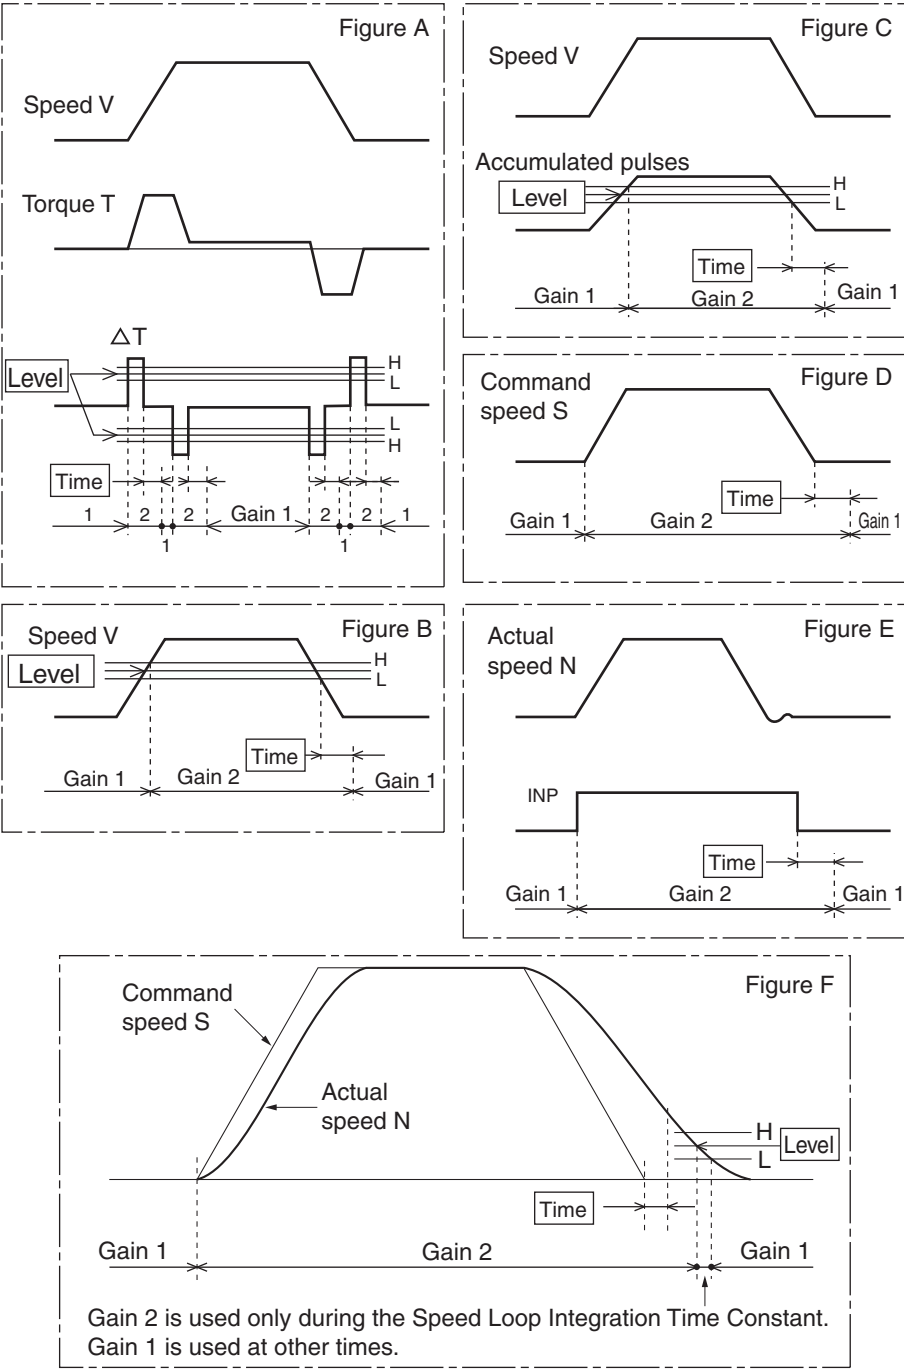 Figure A
Speed V
Torque T
△T
Level
H
L
L
H
Time
1
2
2
Gain 1
2
2
1
1
1
Figure B
Speed V
Level
H
L
Time
Gain 1
Gain 2
Gain 1
Figure C
Speed V
Accumulated pulses
Level
H
L
Time
Gain 1
Gain 2
Gain 1
Figure D
Command
speed S
Time
Gain 1
Gain 2
Gain 1
Figure E
Actual
speed N
INP
Time
Gain 1
Gain 2
Gain 1
Figure F
Command
speed S
Actual
speed N
H
Level
L
Time
Gain 1
Gain 2
Gain 1
Gain 2 is used only during the Speed Loop Integration Time Constant.
Gain 1 is used at other times.